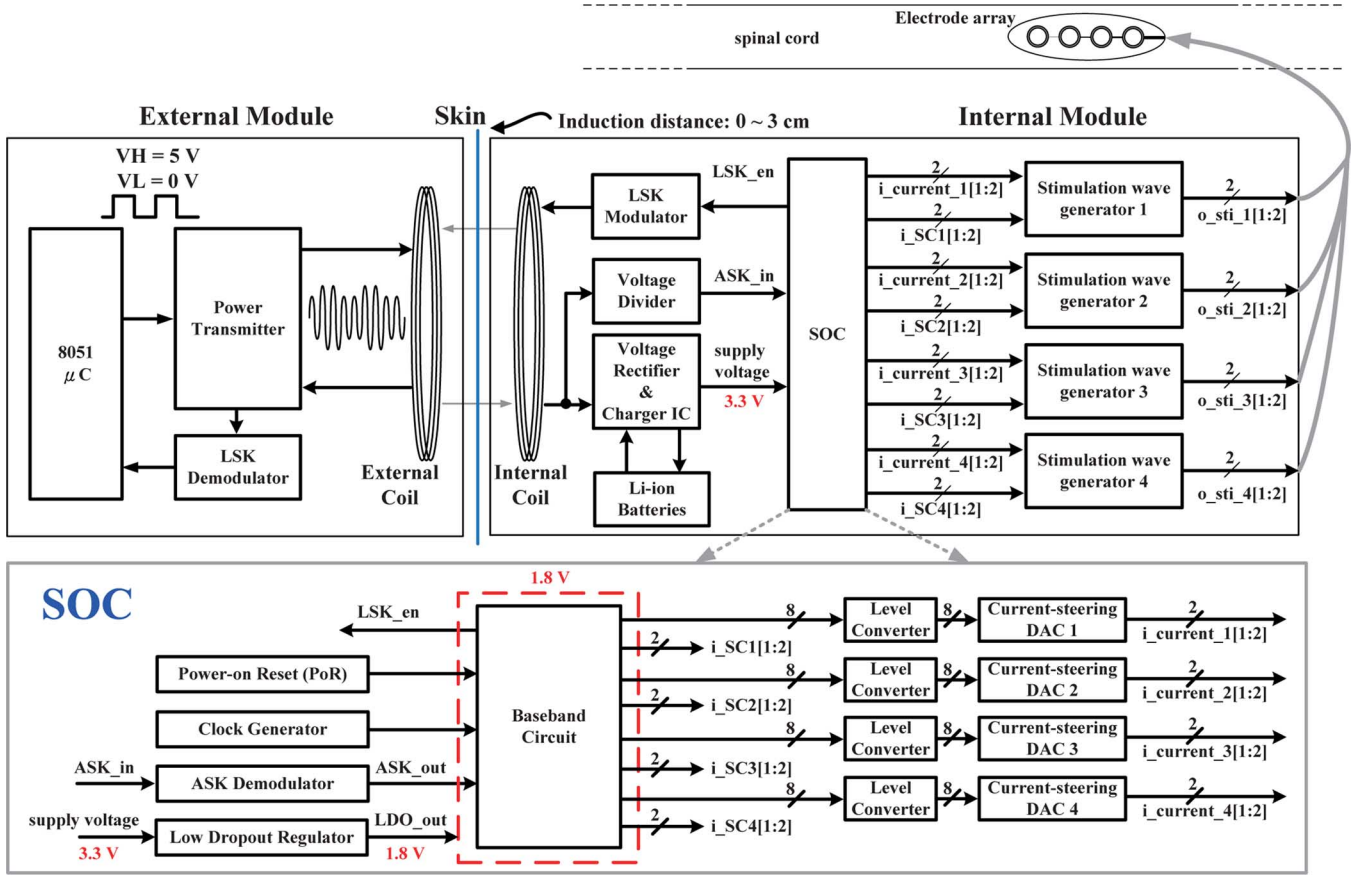 Electrode array
spinal cord
External Module
Skin
Induction distance: 0 ~ 3 cm
Internal Module
VH = 5 V
VL = 0 V
8051
μC
Power
Transmitter
LSK
Demodulator
External
Coil
Internal
Coil
LSK
Modulator
LSK_en
Voltage
Divider
ASK_in
Voltage
Rectifier
&
Charger IC
supply
voltage
3.3 V
Li-ion
Batteries
SOC
2
i_current_1[1:2]
2
i_SC1[1:2]
2
i_current_2[1:2]
2
i_SC2[1:2]
2
i_current_3[1:2]
2
i_SC3[1:2]
2
i_current_4[1:2]
2
i_SC4[1:2]
Stimulation wave
generator 1
2
o_sti_1[1:2]
Stimulation wave
generator 2
2
o_sti_2[1:2]
Stimulation wave
generator 3
2
o_sti_3[1:2]
Stimulation wave
generator 4
2
o_sti_4[1:2]
SOC
1.8 V
LSK_en
Power-on Reset (PoR)
Clock Generator
ASK_in
ASK Demodulator
ASK_out
supply voltage
3.3 V
Low Dropout Regulator
LDO_out
1.8 V
Baseband
Circuit
8
Level
Converter
8
Current-steering
DAC 1
2
i_current_1[1:2]
2
i_SC1[1:2]
8
Level
Converter
8
Current-steering
DAC 2
2
i_current_2[1:2]
2
i_SC2[1:2]
8
Level
Converter
8
Current-steering
DAC 3
2
i_current_3[1:2]
2
i_SC3[1:2]
8
Level
Converter
8
Current-steering
DAC 4
2
i_current_4[1:2]
2
i_SC4[1:2]